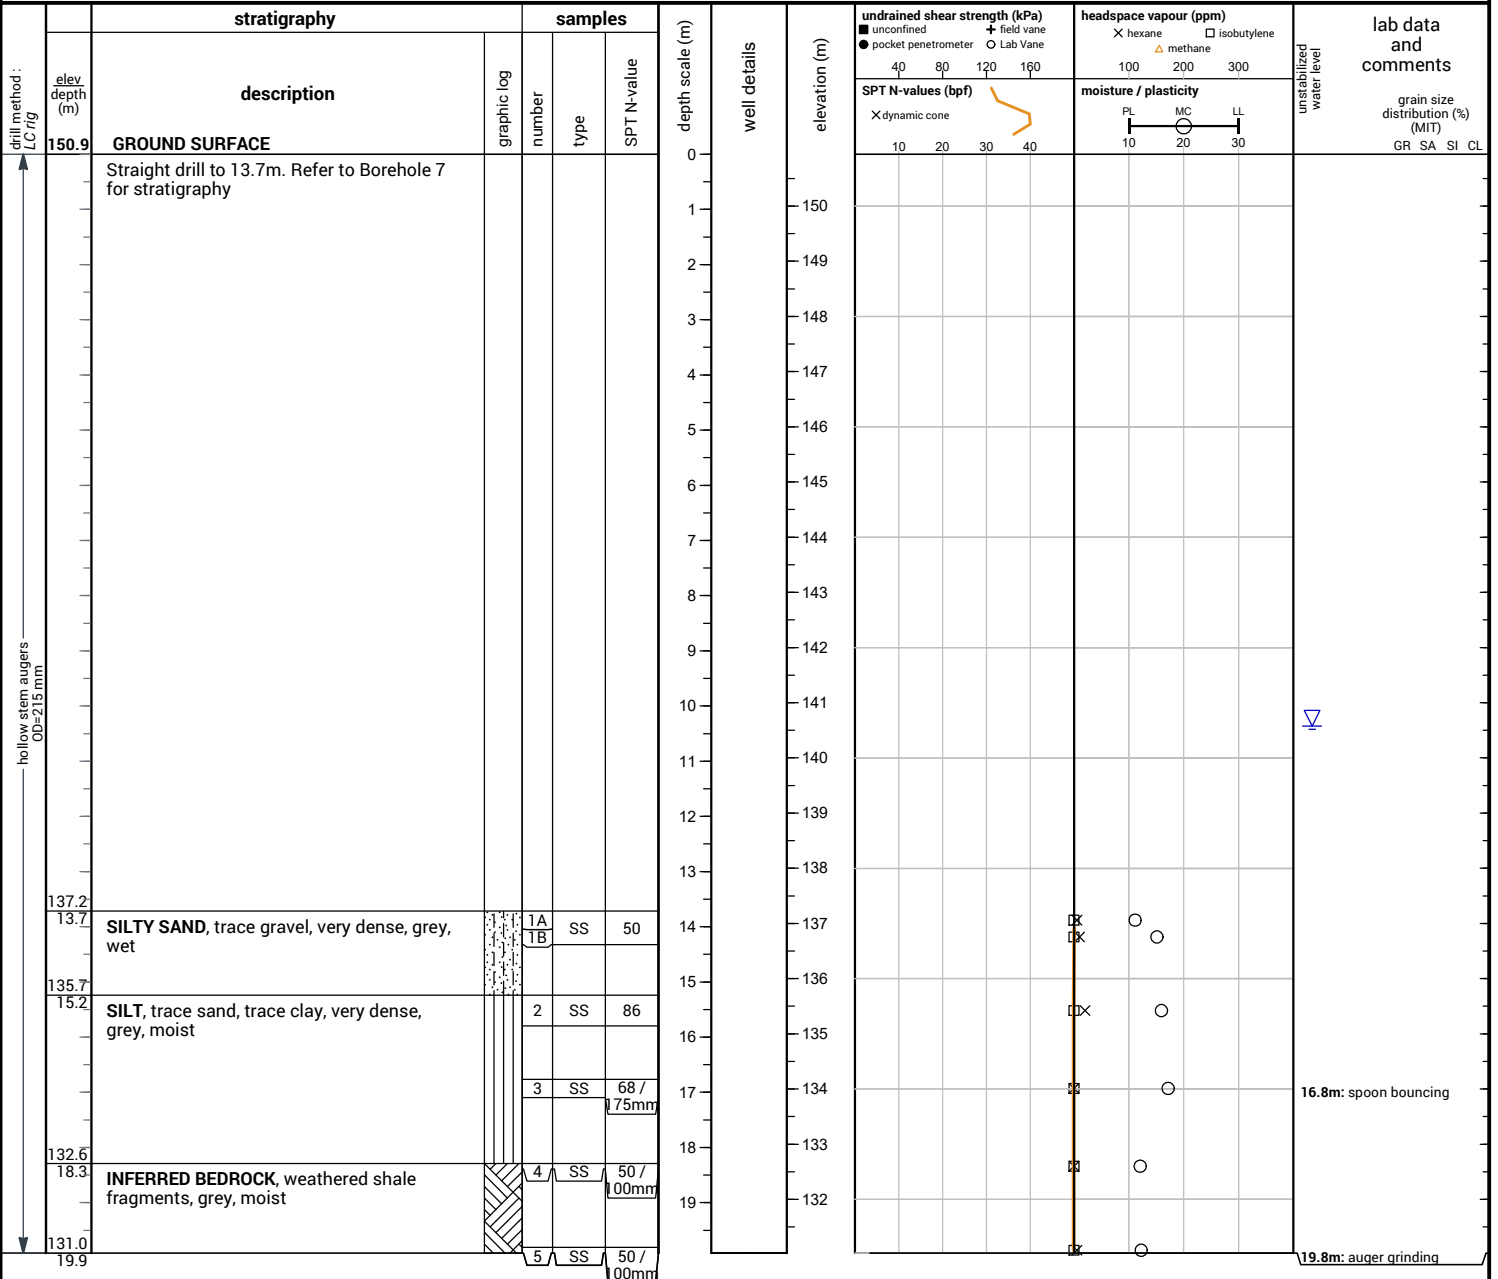 stratigraphy
samples
drill method :
LC rig
elev
depth
(m)
description
graphic log
number
type
SPT N-value
depth scale (m)
well details
elevation (m)
undrained shear strength (kPa)
unconfined
field vane
pocket penetrometer
Lab Vane
40 80 120 160
SPT N-values (bpf)
dynamic cone
10 20 30 40
headspace vapour (ppm)
hexane
isobutylene
methane
100 200 300
moisture / plasticity
PL MC LL
10 20 30
unstabilized
water level
lab data
and
comments
grain size
distribution (%)
(MIT)
GR SA SI CL
150.9 GROUND SURFACE
Straight drill to 13.7m. Refer to Borehole 7
for stratigraphy
hollow stem augers
OD=215 mm
0
1
2
3
4
5
6
7
8
9
10
11
12
13
14
15
16
17
18
19
150
149
148
147
146
145
144
143
142
141
140
139
138
137
136
135
134
133
132
137.2
13.7
SILTY SAND, trace gravel, very dense, grey,
wet
1A
1B
SS
50
135.7
15.2
SILT, trace sand, trace clay, very dense,
grey, moist
2 SS 86
3 SS 68 /
175mm
16.8m: spoon bouncing
132.6
18.3
INFERRED BEDROCK, weathered shale
fragments, grey, moist
4 SS 50 /
100mm
131.0
19.9
5 SS 50 /
100mm
19.8m: auger grinding